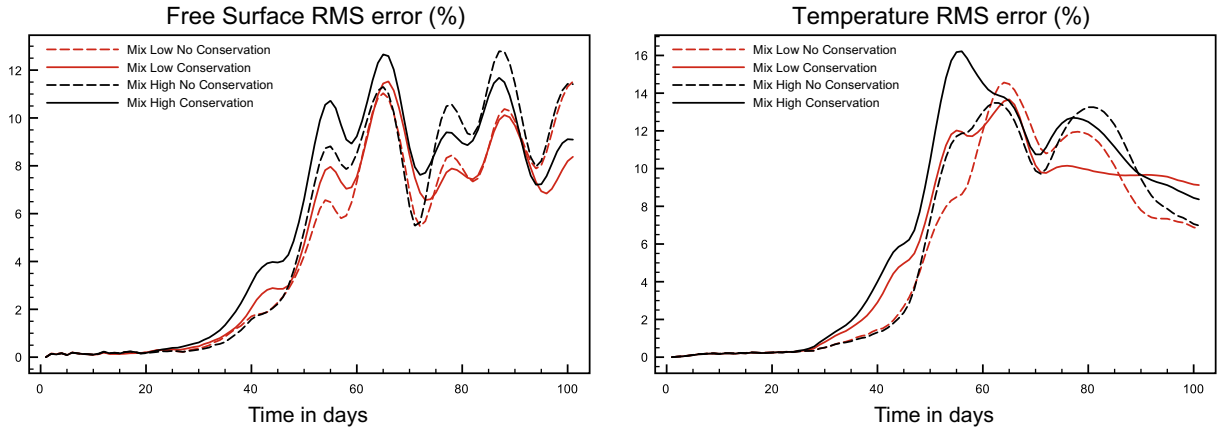 Free Surface RMS error (%)
Mix Low No Conservation
Mix Low Conservation
Mix High No Conservation
Mix High Conservation
12
10
8
6
4
2
0
0
20
40
60
80
100
Time in days
Temperature RMS error (%)
Mix Low No Conservation
Mix Low Conservation
Mix High No Conservation
Mix High Conservation
16
14
12
10
8
6
4
2
0
0
20
40
60
80
100
Time in days